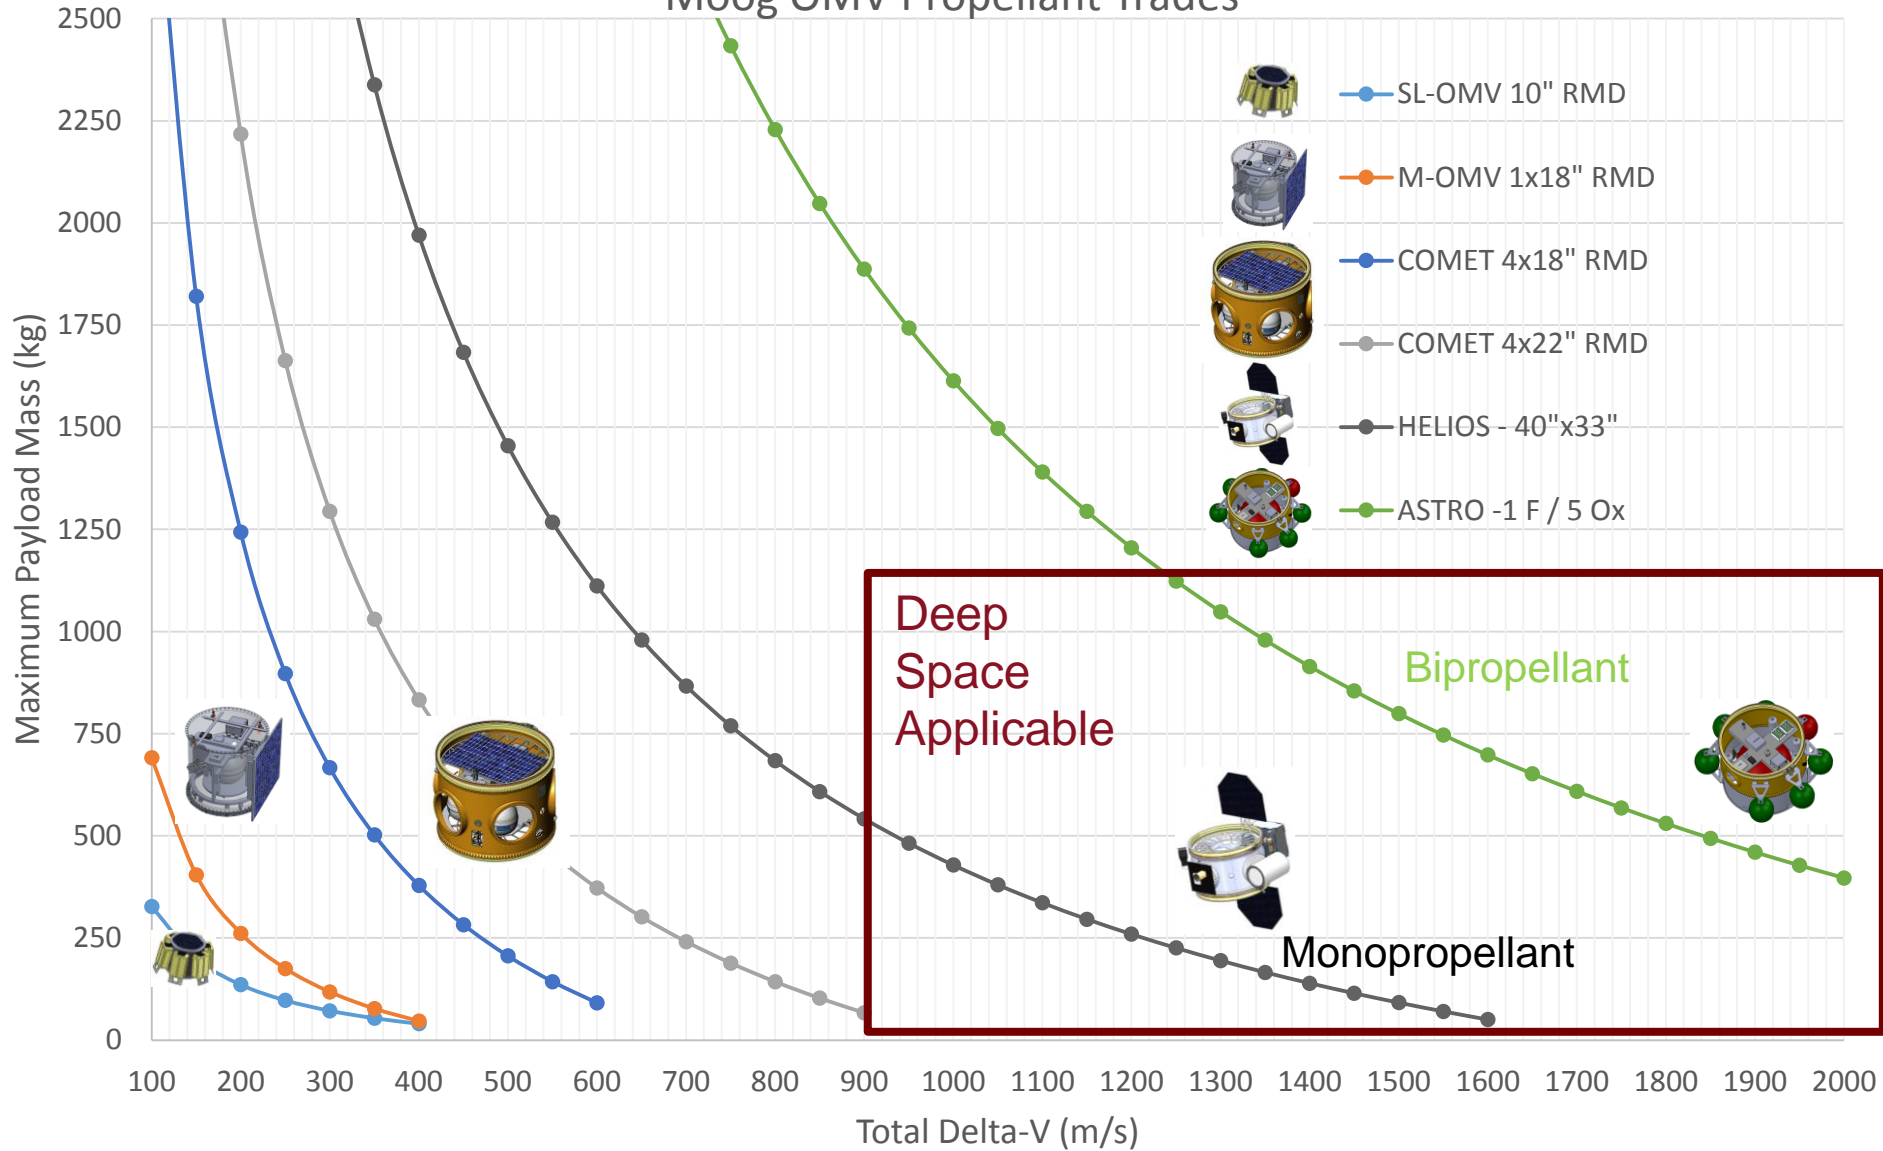 Moog OMV Propellant Trades
2500
2250
2000
1750
1500
1250
1000
750
500
250
0
Maximum Payload Mass (kg)
SL-OMV 10" RMD
M-OMV 1x18" RMD
COMET 4x18" RMD
COMET 4x22" RMD
HELIOS - 40"x33"
ASTRO -1 F / 5 Ox
Deep
Space
Applicable
Bipropellant
Monopropellant
100 200 300 400 500 600 700 800 900 1000 1100 1200 1300 1400 1500 1600 1700 1800 1900 2000
Total Delta-V (m/s)